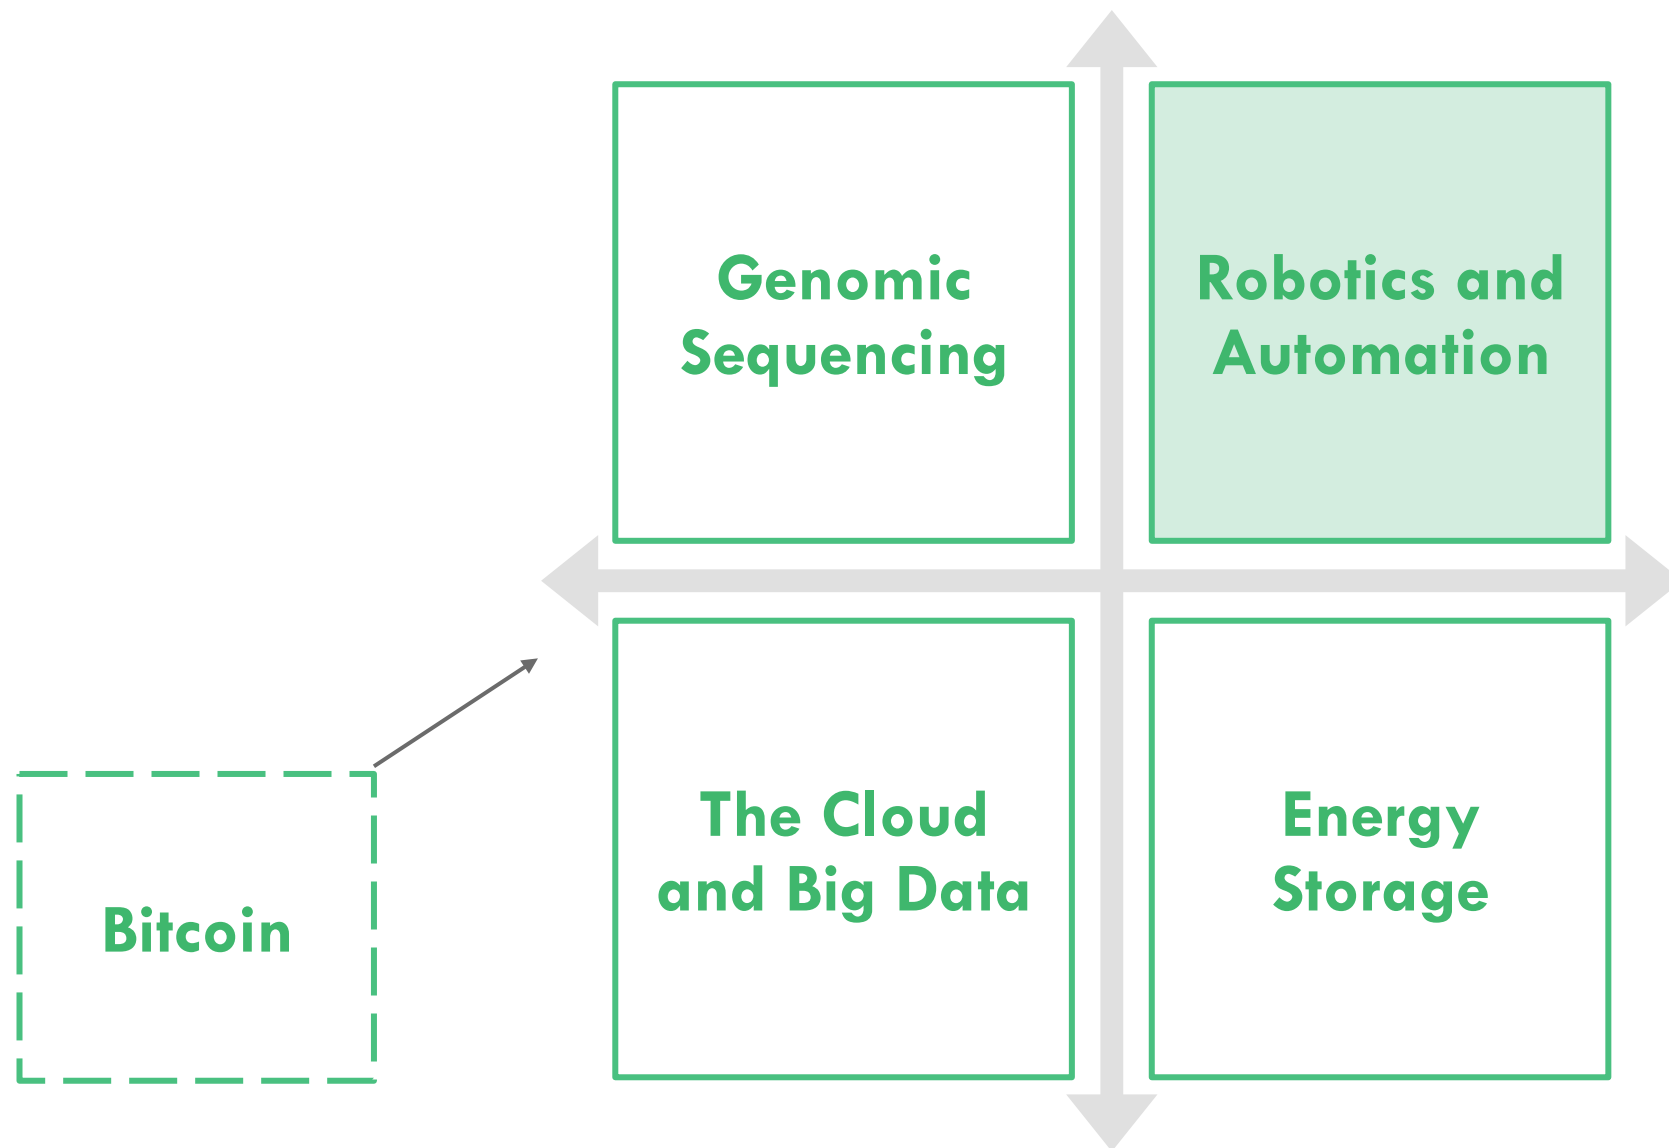 Genomic
Sequencing
Robotics and
Automation
The Cloud
and Big Data
Energy
Storage
Bitcoin